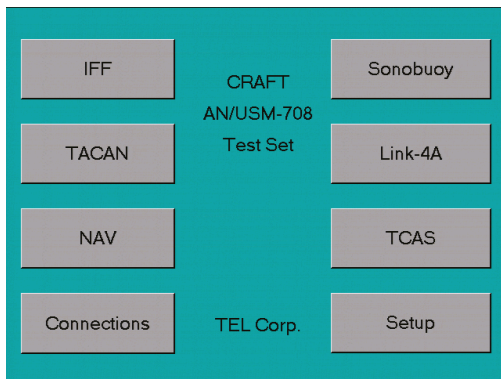 IFF
TACAN
NAV
Connections
CRAFT
AN/USM-708
Test Set
TEL Corp.
Sonobuoy
Link-4A
TCAS
Setup